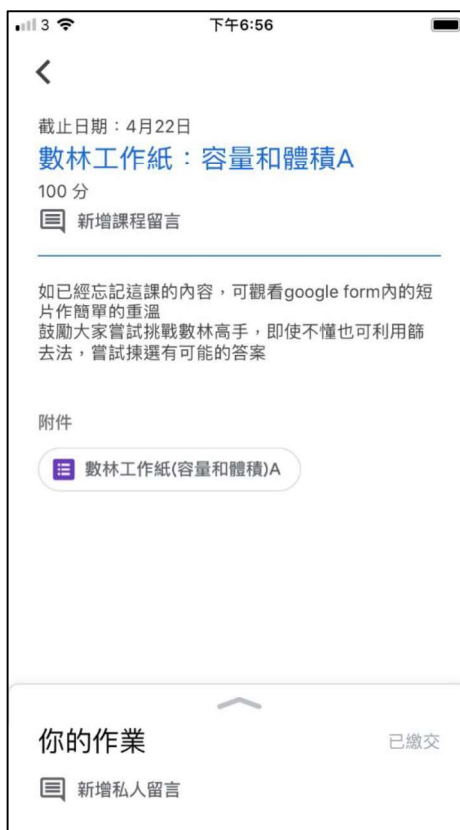 3 下午6:56
截止日期：4月22日
數林工作紙：容量和體積A
100 分
新增課程留言
如已經忘記這課的內容，可觀看google form內的短
片作簡單的重溫
鼓勵大家嘗試挑戰數林高手，即使不懂也可利用篩
去法，嘗試揀選有可能的答案
附件
數林工作紙(容量和體積)A
你的作業 已繳交
新增私人留言